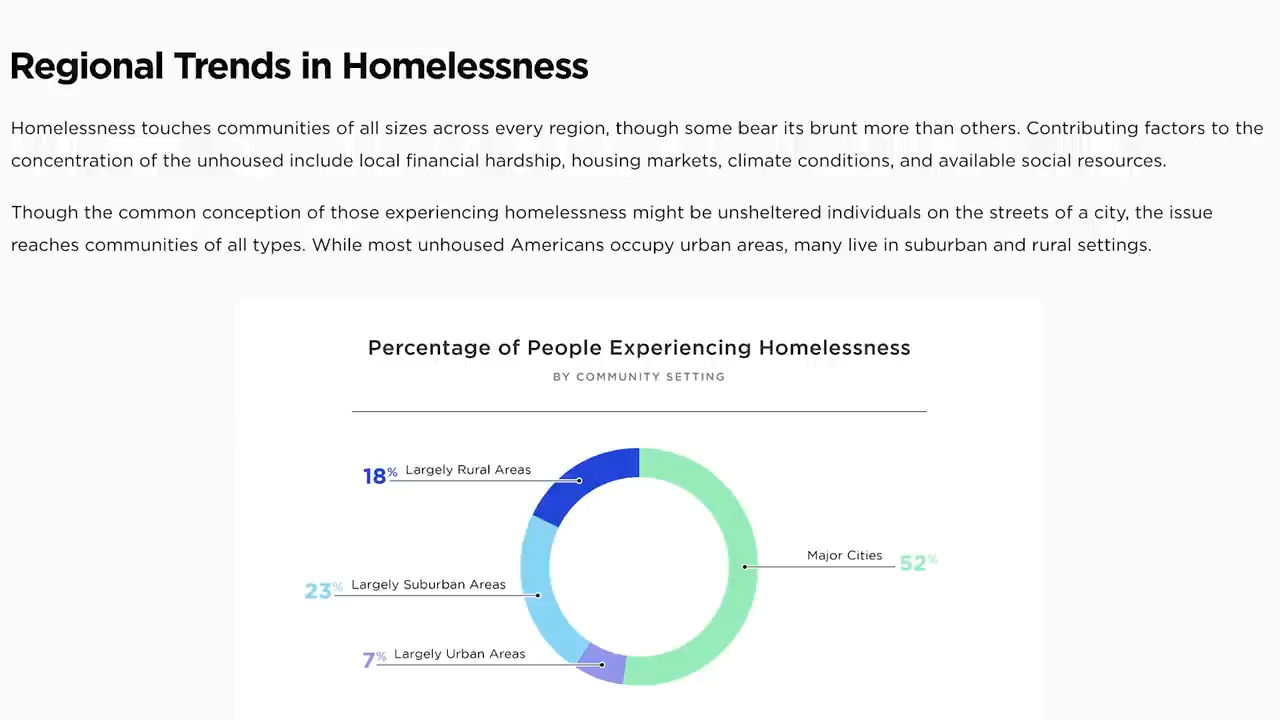 Regional Trends in Homelessness
Homelessness touches communities of all sizes across every region, though some bear its brunt more than others. Contributing factors to the
concentration of the unhoused include local financial hardship, housing markets, climate conditions, and available social resources.
Though the common conception of those experiencing homelessness might be unsheltered individuals on the streets of a city, the issue
reaches communities of all types. While most unhoused Americans occupy urban areas, many live in suburban and rural settings.
Percentage of People Experiencing Homelessness
BY COMMUNITY SETTING
18% Largely Rural Areas
Major Cities 52%
23% Largely Suburban Areas
7% Largely Urban Areas